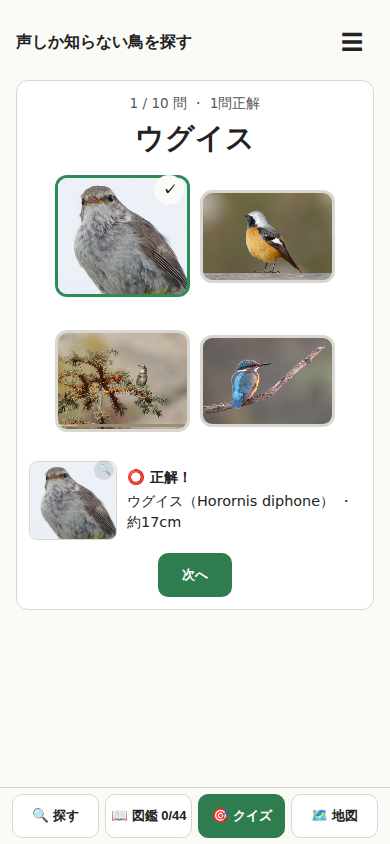 声しか知らない鳥を探す
☰
1 / 10 問 ・ 1問正解
ウグイス
✓
🔍
⭕ 正解！
ウグイス（Horornis diphone） ・
約17cm
次へ
🔍 探す
📖 図鑑 0/44
🎯 クイズ
🗺️ 地図